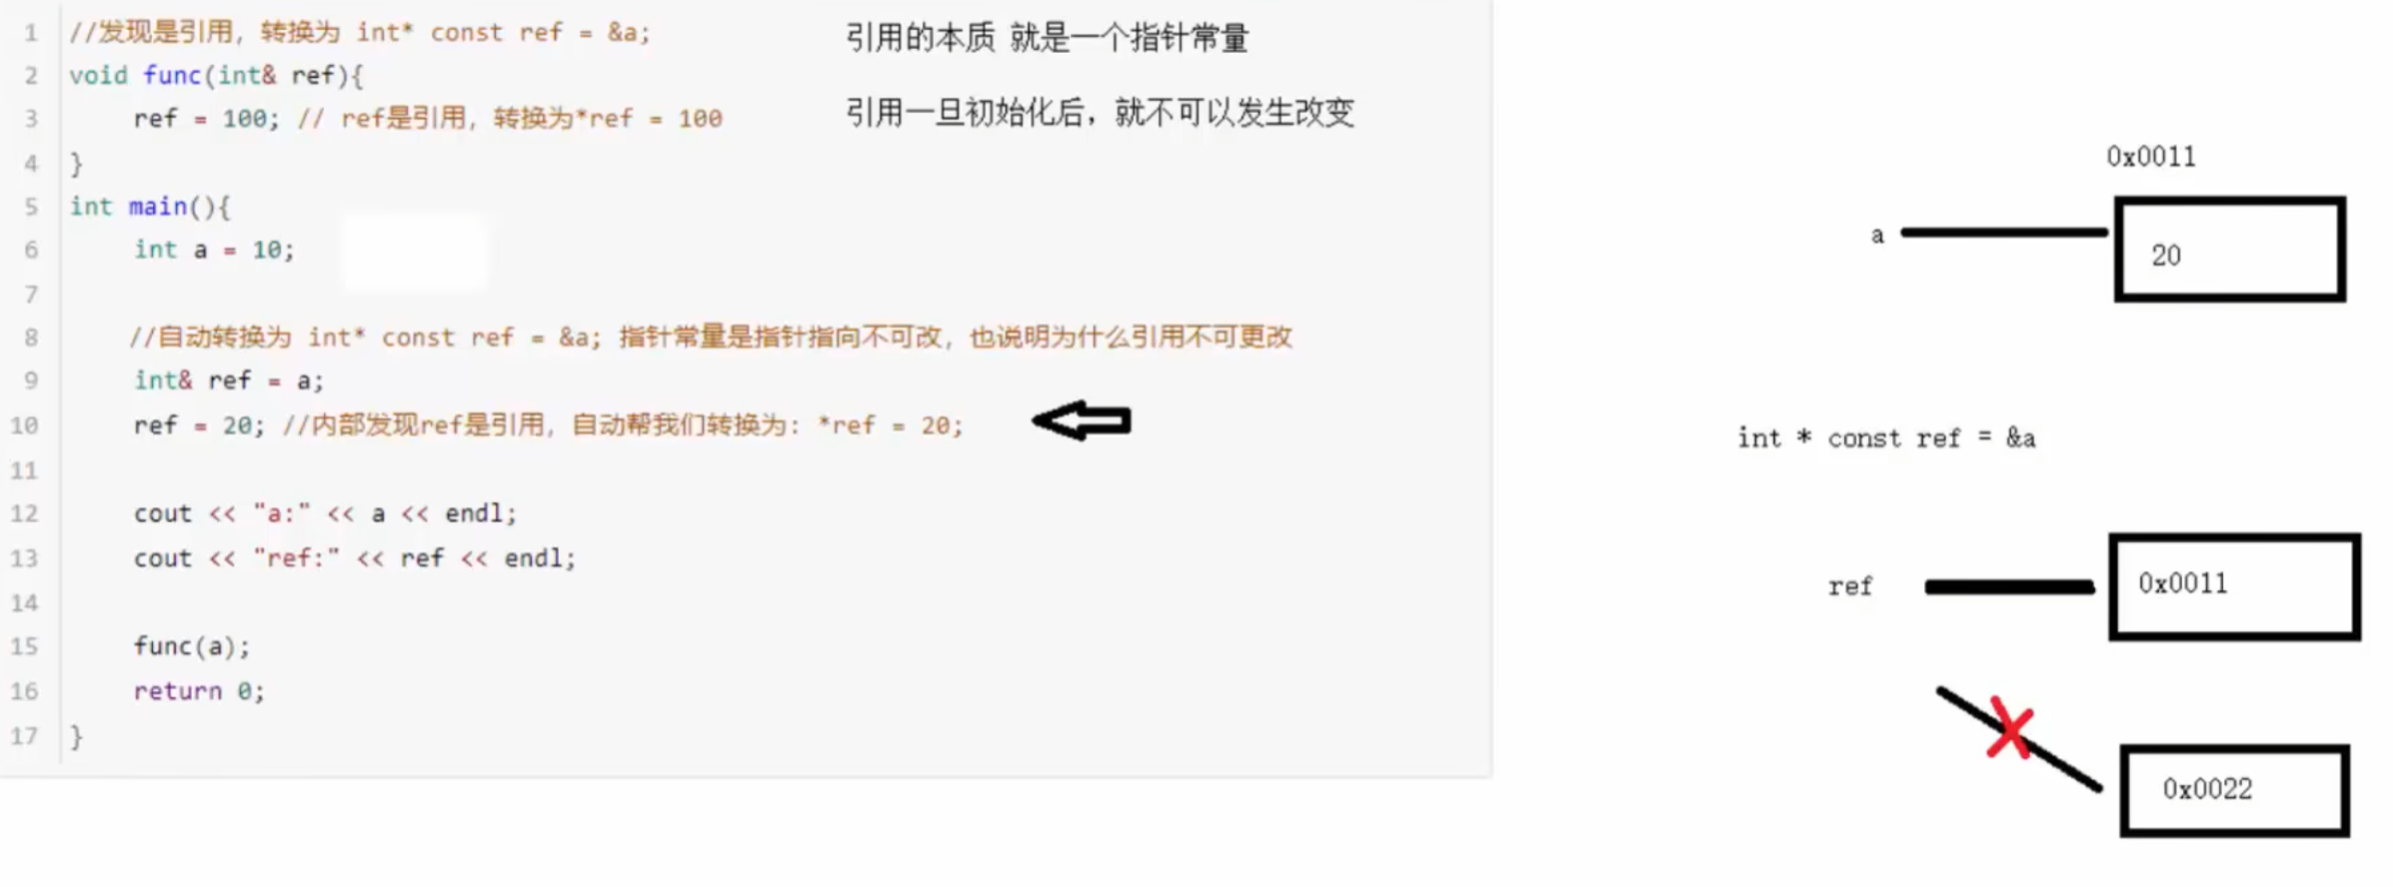 1 //发现是引用，转换为 int* const ref = &a;
2 void func(int& ref){
3 ref = 100; // ref是引用，转换为*ref = 100
4 }
5 int main(){
6 int a = 10;
7
8 //自动转换为 int* const ref = &a; 指针常量是指针指向不可改，也说明为什么引用不可更改
9 int& ref = a;
10 ref = 20; //内部发现ref是引用，自动帮我们转换为: *ref = 20;
11
12 cout << "a:" << a << endl;
13 cout << "ref:" << ref << endl;
14
15 func(a);
16 return 0;
17 }
引用的本质 就是一个指针常量
引用一旦初始化后，就不可以发生改变
0x0011
a
20
int * const ref = &a
ref
0x0011
0x0022